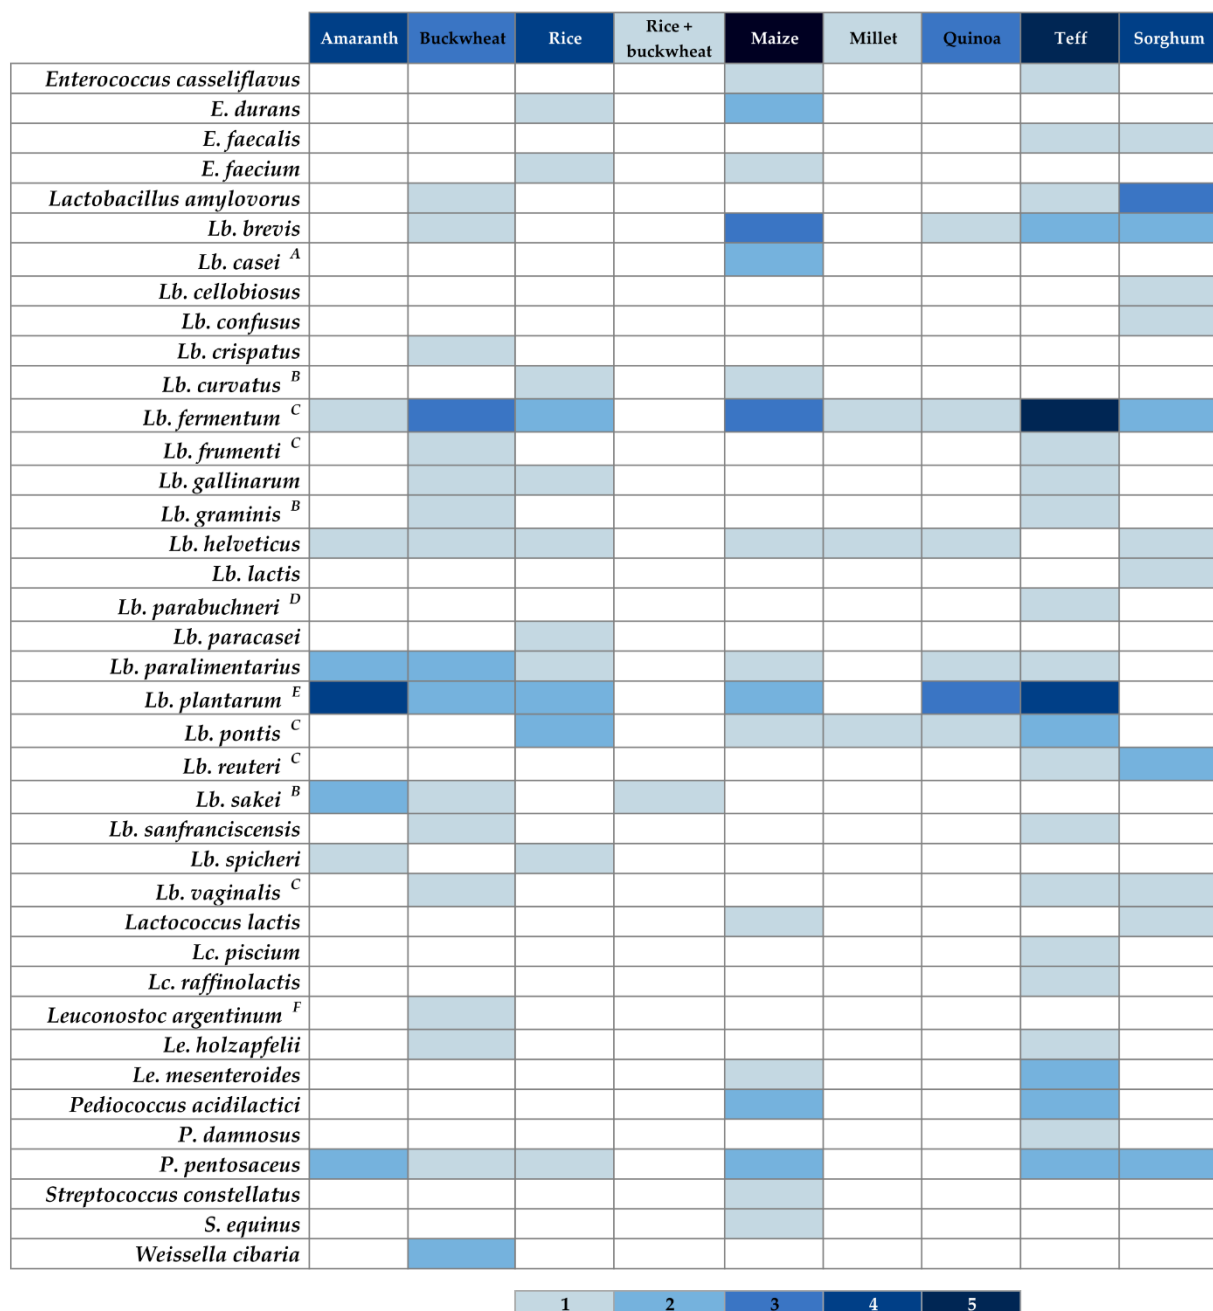 Amaranth Buckwheat Rice Rice + buckwheat Maize Millet Quinoa Teff Sorghum
Enterococcus casseliflavus
E. durans
E. faecalis
E. faecium
Lactobacillus amylovorus
Lb. brevis
Lb. casei A
Lb. cellobiosus
Lb. confusus
Lb. crispatus
Lb. curvatus B
Lb. fermentum C
Lb. frumenti C
Lb. gallinarum
Lb. graminis B
Lb. helveticus
Lb. lactis
Lb. parabuchneri D
Lb. paracasei
Lb. paralimentarius
Lb. plantarum E
Lb. pontis C
Lb. reuteri C
Lb. sakei B
Lb. sanfranciscensis
Lb. spicheri
Lb. vaginalis C
Lactococcus lactis
Lc. piscium
Lc. raffinolactis
Leuconostoc argentinum F
Le. holzapfelii
Le. mesenteroides
Pediococcus acidilactici
P. damnosus
P. pentosaceus
Streptococcus constellatus
S. equinus
Weissella cibaria
1 2 3 4 5